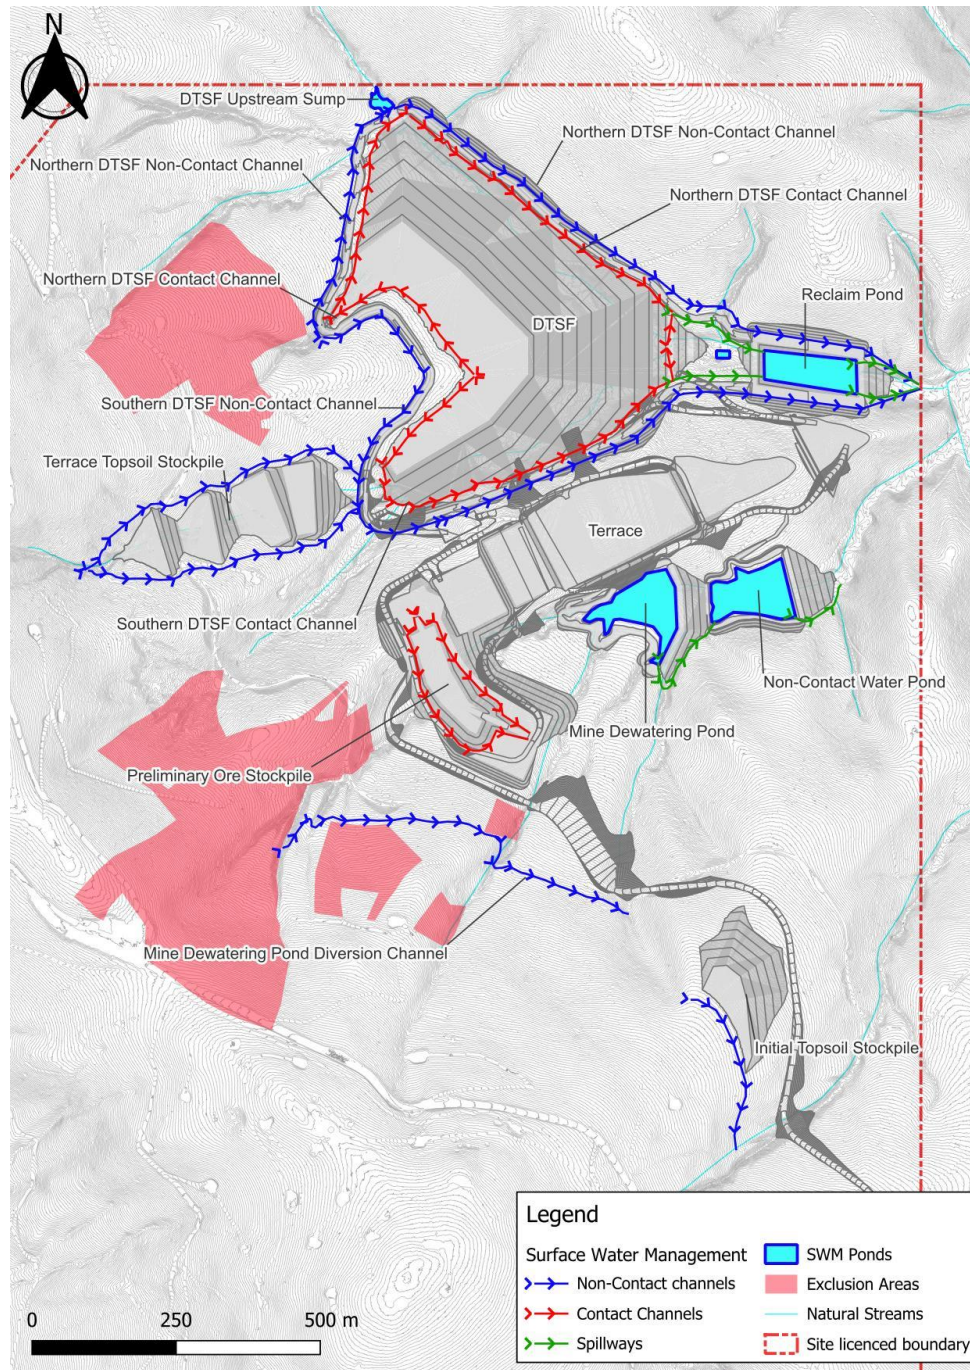 N
DTSF Upstream Sump
Northern DTSF Non-Contact Channel
Northern DTSF Non-Contact Channel
Northern DTSF Contact Channel
Northern DTSF Contact Channel
Reclaim Pond
DTSF
Southern DTSF Non-Contact Channel
Terrace Topsoil Stockpile
Terrace
Southern DTSF Contact Channel
Non-Contact Water Pond
Mine Dewatering Pond
Preliminary Ore Stockpile
Mine Dewatering Pond Diversion Channel
Initial Topsoil Stockpile
Legend
Surface Water Management
Non-Contact channels
Contact Channels
Spillways
SWM Ponds
Exclusion Areas
Natural Streams
Site licenced boundary
0 250 500 m